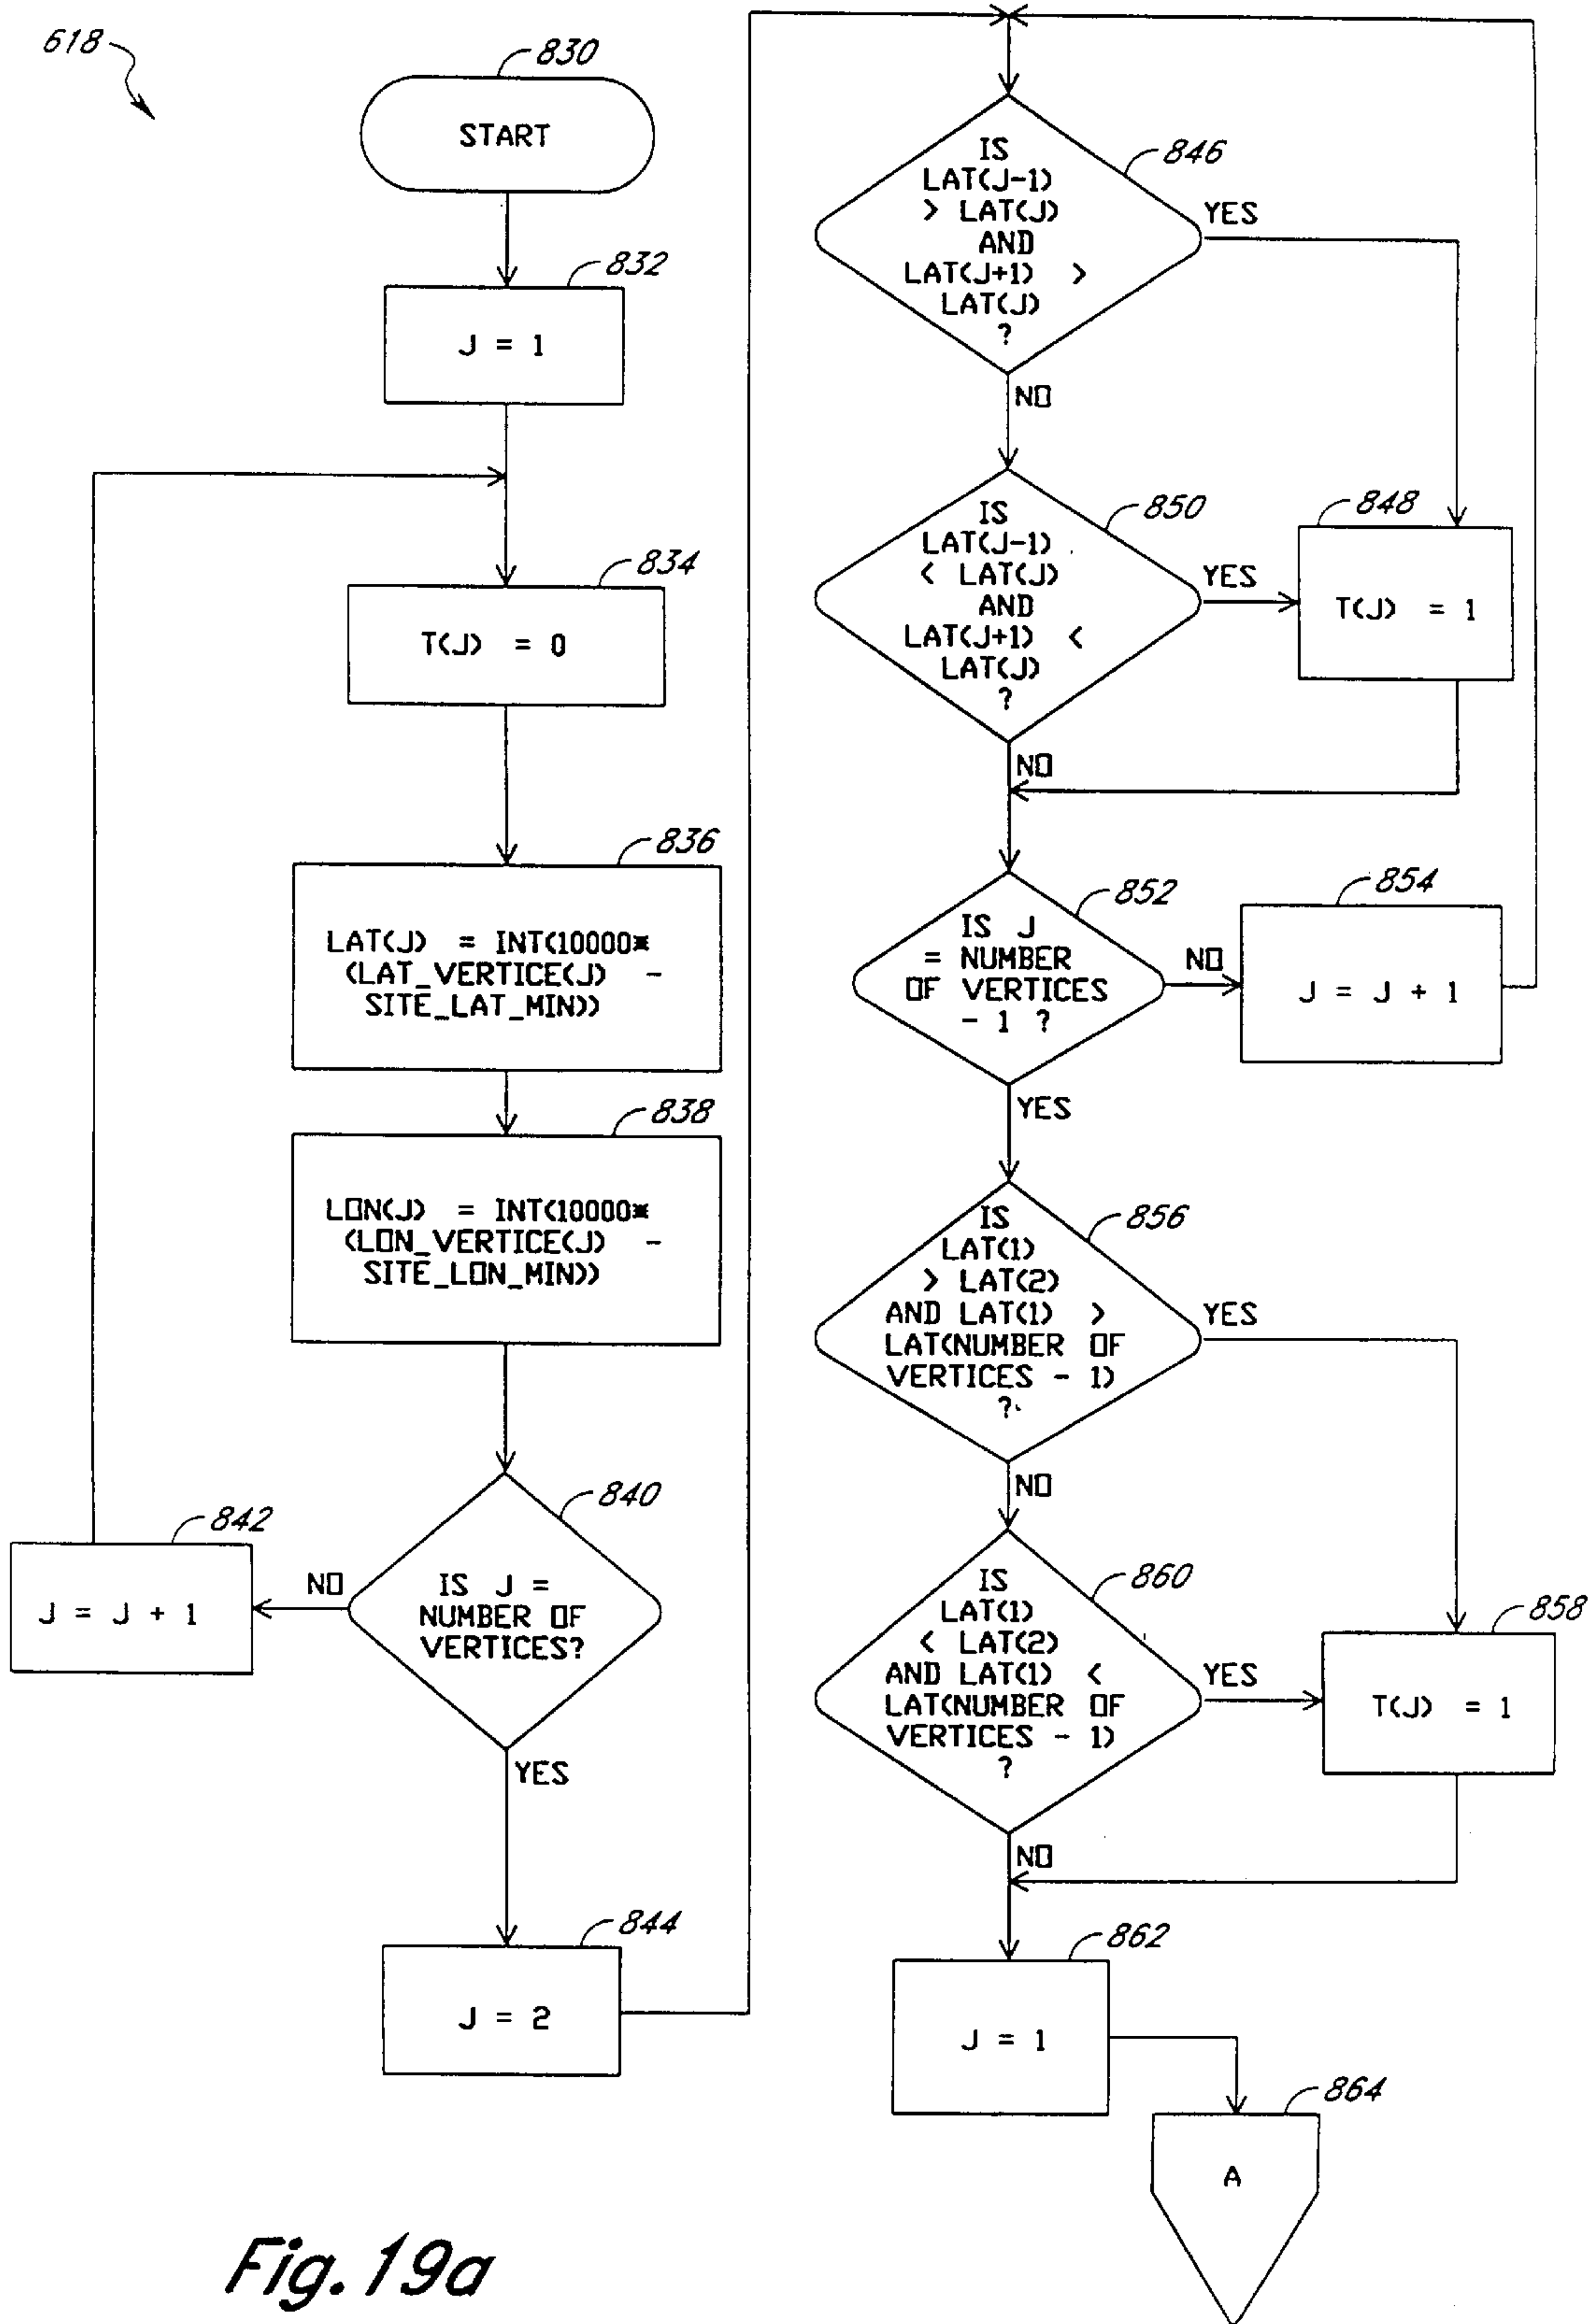 618
830
START
832
J = 1
834
T(J) = 0
836
LAT(J) = INT(10000*
(LAT_VERTICE(J) -
SITE_LAT_MIN))
838
LON(J) = INT(10000*
(LON_VERTICE(J) -
SITE_LON_MIN))
840
IS J =
NUMBER OF
VERTICES?
NO
842
J = J + 1
YES
844
J = 2
846
IS
LAT(J-1)
> LAT(J)
AND
LAT(J+1) >
LAT(J)
?
YES
NO
850
IS
LAT(J-1)
< LAT(J)
AND
LAT(J+1) <
LAT(J)
?
YES
848
T(J) = 1
NO
852
IS J
= NUMBER
OF VERTICES
- 1 ?
NO
854
J = J + 1
YES
856
IS
LAT(1)
> LAT(2)
AND LAT(1) >
LAT(NUMBER OF
VERTICES - 1)
?
YES
NO
860
IS
LAT(1)
< LAT(2)
AND LAT(1) <
LAT(NUMBER OF
VERTICES - 1)
?
YES
858
T(J) = 1
NO
862
J = 1
864
A
Fig. 19a